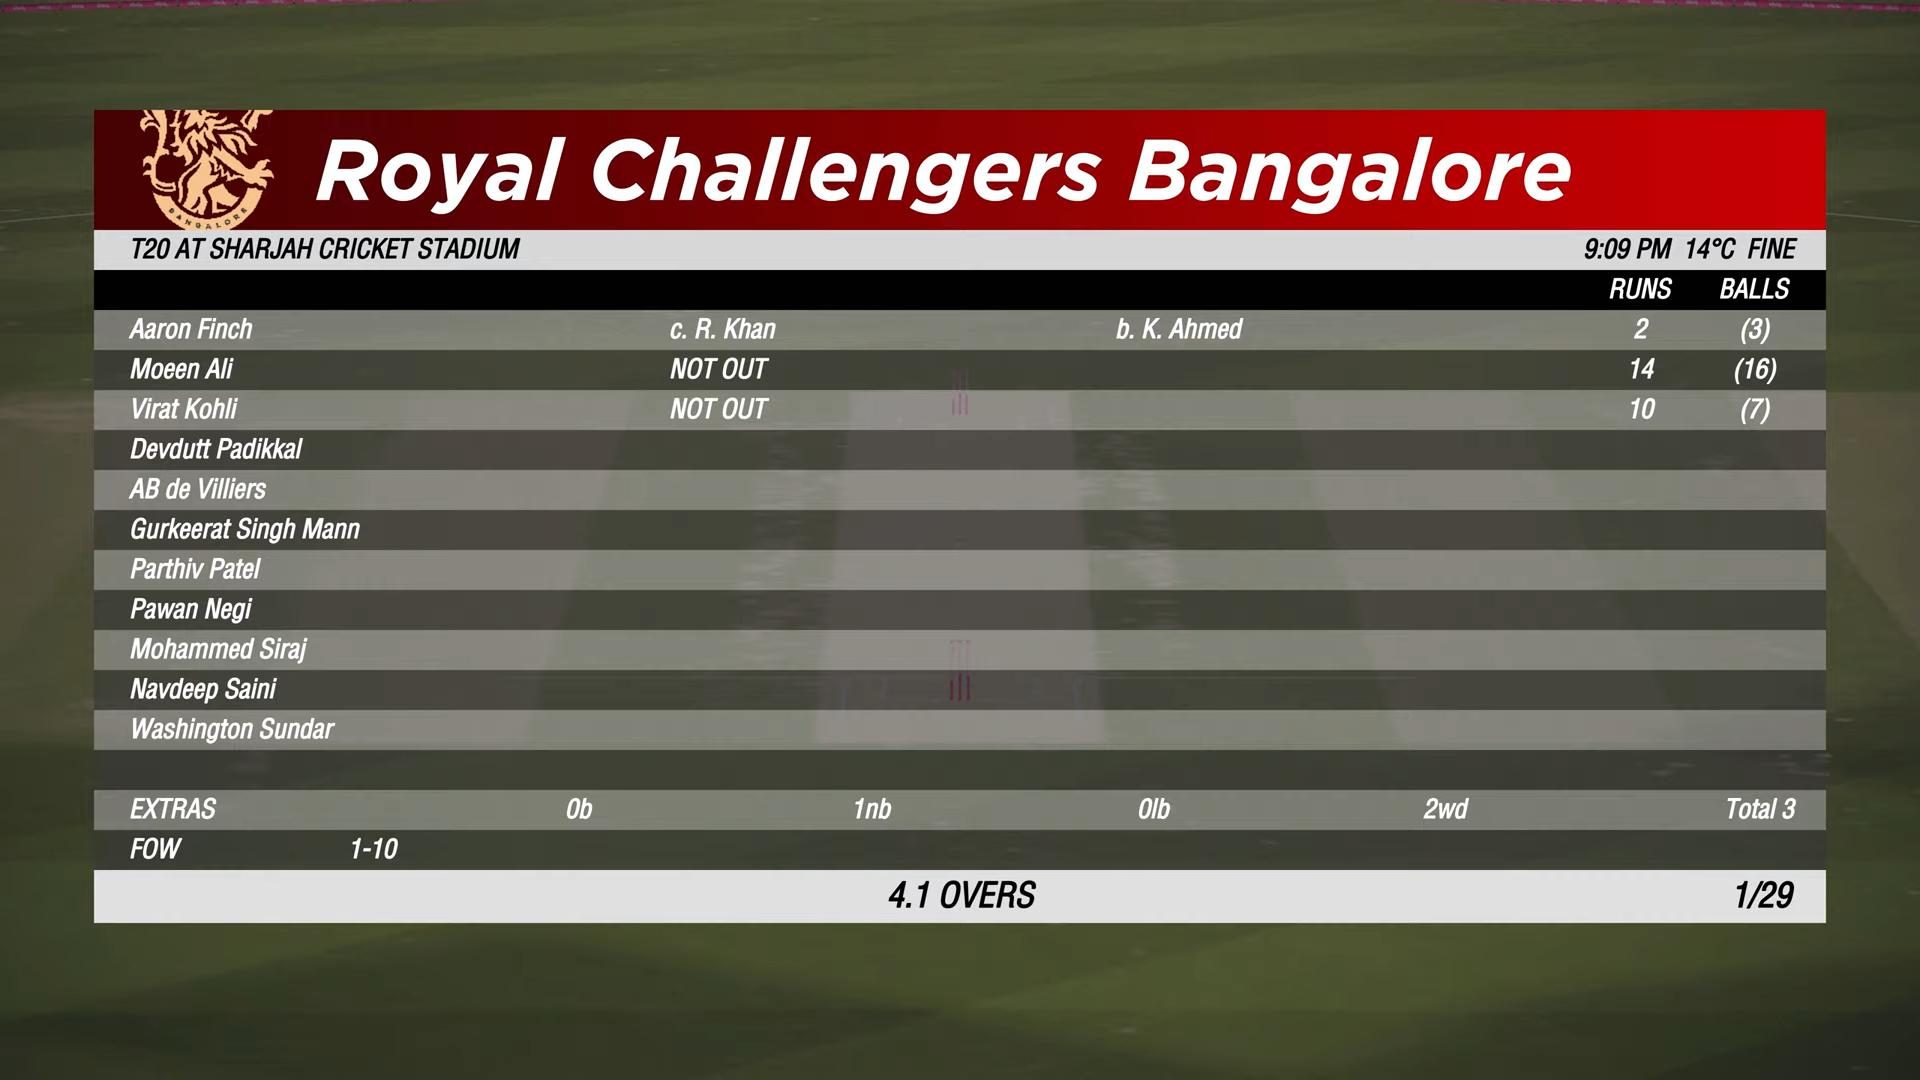 BANGALORE
Royal Challengers Bangalore
T20 AT SHARJAH CRICKET STADIUM 9:09 PM 14°C FINE
RUNS BALLS
Aaron Finch c. R. Khan b. K. Ahmed 2 (3)
Moeen Ali NOT OUT 14 (16)
Virat Kohli NOT OUT 10 (7)
Devdutt Padikkal
AB de Villiers
Gurkeerat Singh Mann
Parthiv Patel
Pawan Negi
Mohammed Siraj
Navdeep Saini
Washington Sundar
EXTRAS 0b 1nb 0lb 2wd Total 3
FOW 1-10
4.1 OVERS 1/29